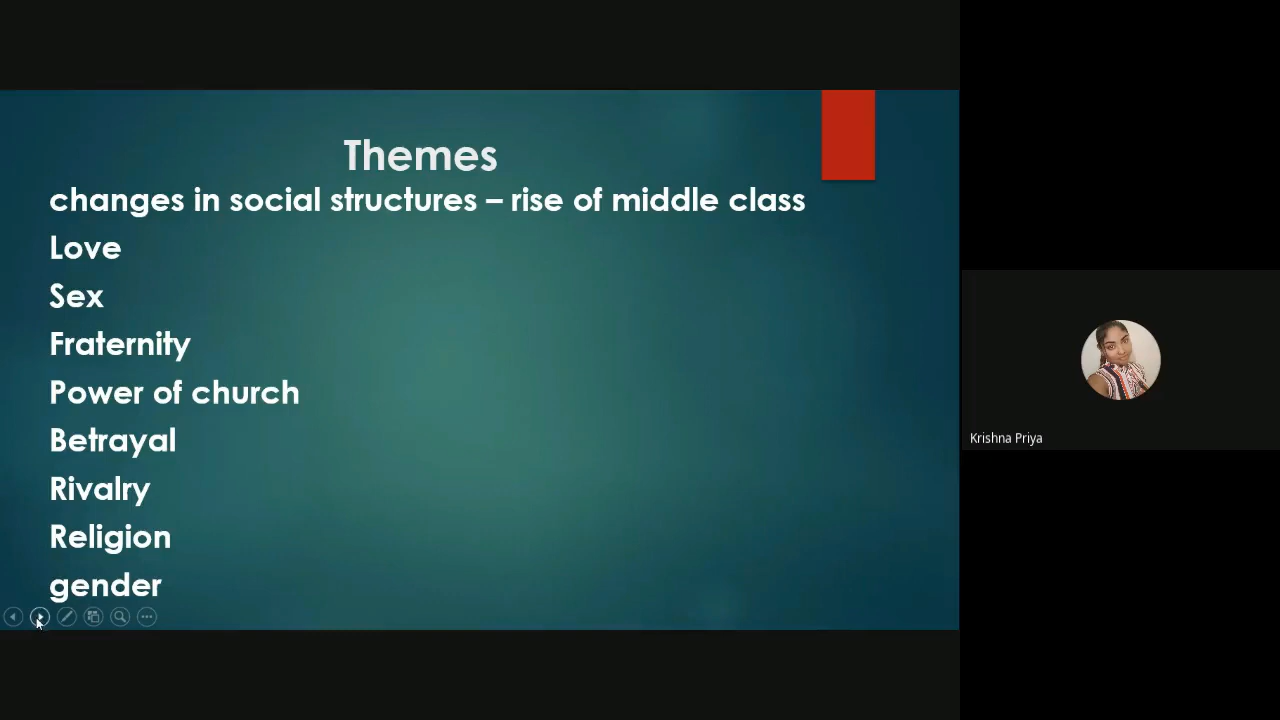 Themes
changes in social structures – rise of middle class
Love
Sex
Fraternity
Power of church
Betrayal
Rivalry
Religion
gender
Krishna Priya